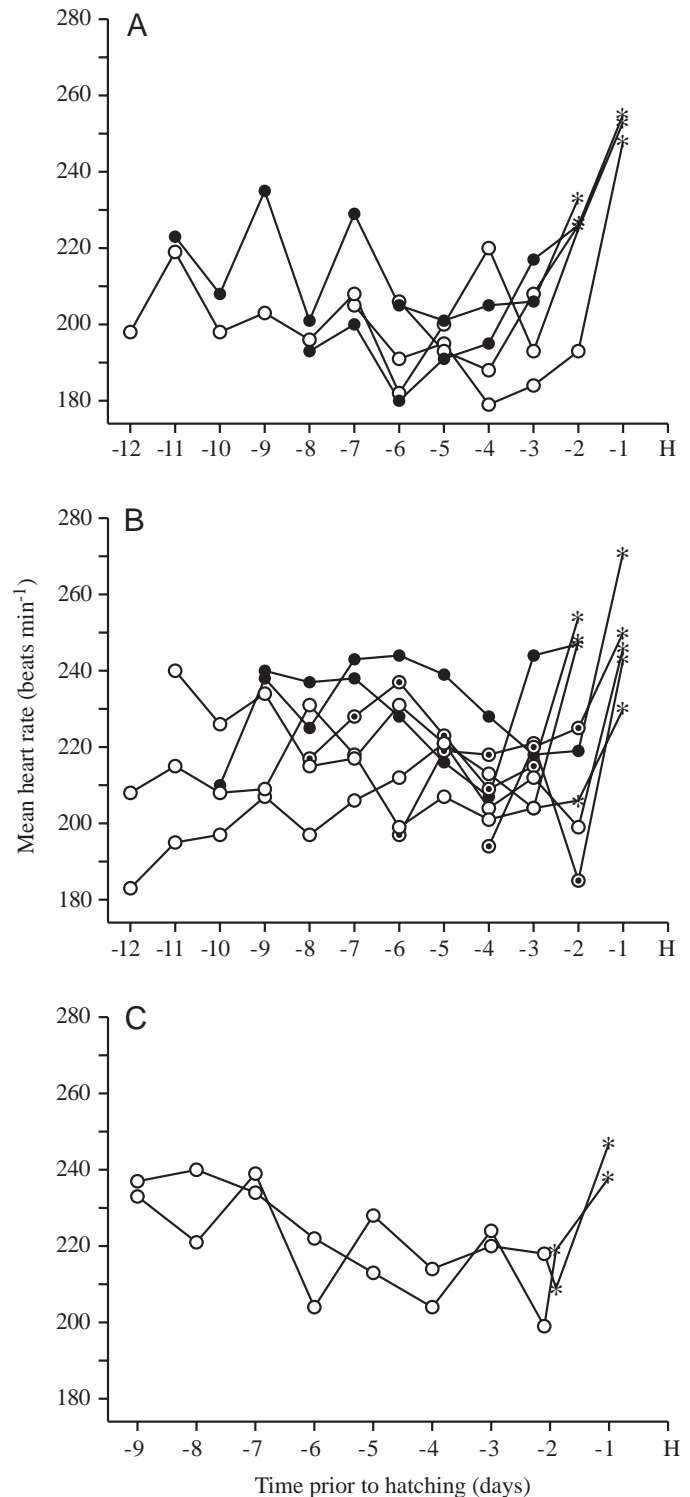 A
280
260
240
220
200
180
-12 -11 -10 -9 -8 -7 -6 -5 -4 -3 -2 -1 H
B
280
260
240
220
200
180
-12 -11 -10 -9 -8 -7 -6 -5 -4 -3 -2 -1 H
Mean heart rate (beats min-1)
C
280
260
240
220
200
180
-9 -8 -7 -6 -5 -4 -3 -2 -1 H
Time prior to hatching (days)